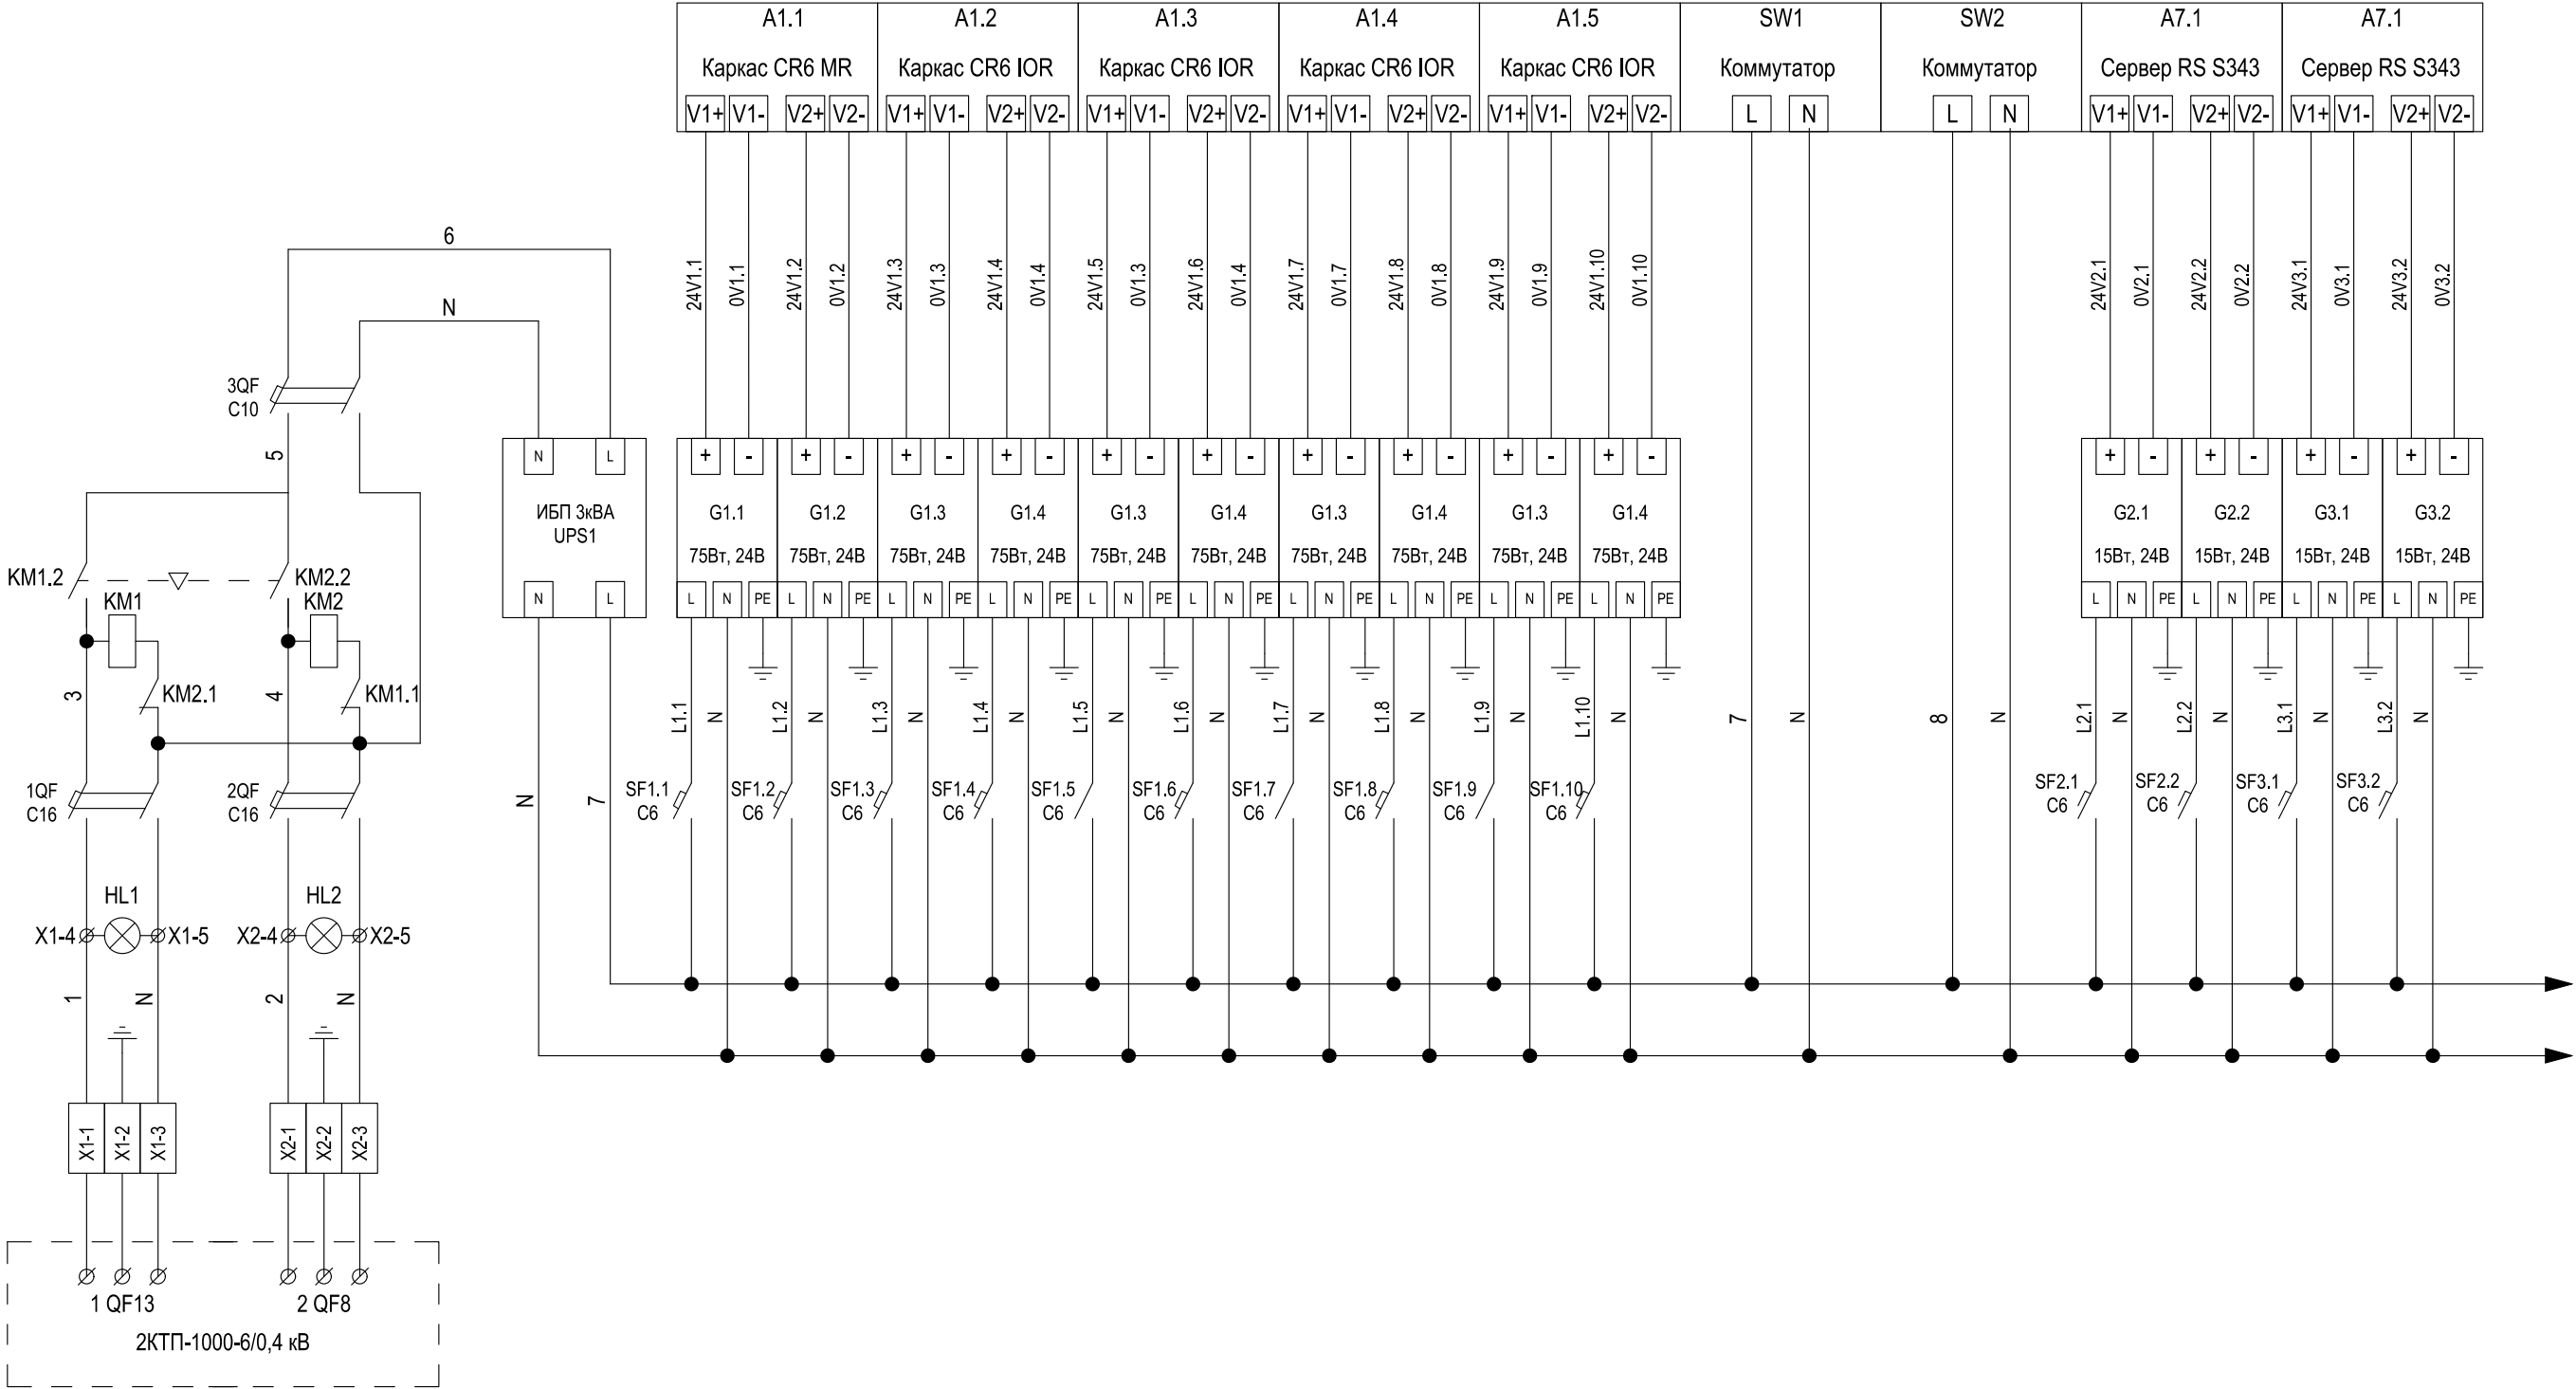 A1.1 A1.2 A1.3 A1.4 A1.5 SW1 SW2 A7.1 A7.1
Каркас CR6 MR Каркас CR6 IOR Каркас CR6 IOR Каркас CR6 IOR Каркас CR6 IOR Коммутатор Коммутатор Сервер RS S343 Сервер RS S343
V1+ V1- V2+ V2- V1+ V1- V2+ V2- V1+ V1- V2+ V2- V1+ V1- V2+ V2- V1+ V1- V2+ V2- L N L N V1+ V1- V2+ V2- V1+ V1- V2+ V2-
6
24V1.1 0V1.1 24V1.2 0V1.2 24V1.3 0V1.3 24V1.4 0V1.4 24V1.5 0V1.3 24V1.6 0V1.4 24V1.7 0V1.7 24V1.8 0V1.8 24V1.9 0V1.9 24V1.10 0V1.10 24V2.1 0V2.1 24V2.2 0V2.2 24V3.1 0V3.1 24V3.2 0V3.2
N
3QF
C10
5
N L + - + - + - + - + - + - + - + - + - + - + - + - + - + -
ИБП 3кВА
UPS1
G1.1 G1.2 G1.3 G1.4 G1.3 G1.4 G1.3 G1.4 G1.3 G1.4 G2.1 G2.2 G3.1 G3.2
75Вт, 24В 75Вт, 24В 75Вт, 24В 75Вт, 24В 75Вт, 24В 75Вт, 24В 75Вт, 24В 75Вт, 24В 75Вт, 24В 75Вт, 24В 15Вт, 24В 15Вт, 24В 15Вт, 24В 15Вт, 24В
KM1.2 KM2.2
KM1 KM2
N L L N PE L N PE L N PE L N PE L N PE L N PE L N PE L N PE L N PE L N PE L N PE L N PE L N PE L N PE
3 KM2.1 4 KM1.1
L1.1 N L1.2 N L1.3 N L1.4 N L1.5 N L1.6 N L1.7 N L1.8 N L1.9 N L1.10 N 7 N 8 N L2.1 N L2.2 N L3.1 N L3.2 N
1QF
C16
2QF
C16
N 7
SF1.1
C6
SF1.2
C6
SF1.3
C6
SF1.4
C6
SF1.5
C6
SF1.6
C6
SF1.7
C6
SF1.8
C6
SF1.9
C6
SF1.10
C6
SF2.1
C6
SF2.2
C6
SF3.1
C6
SF3.2
C6
HL1 HL2
X1-4 X1-5 X2-4 X2-5
1 N 2 N
X1-1 X1-2 X1-3 X2-1 X2-2 X2-3
1 QF13 2 QF8
2КТП-1000-6/0,4 кВ